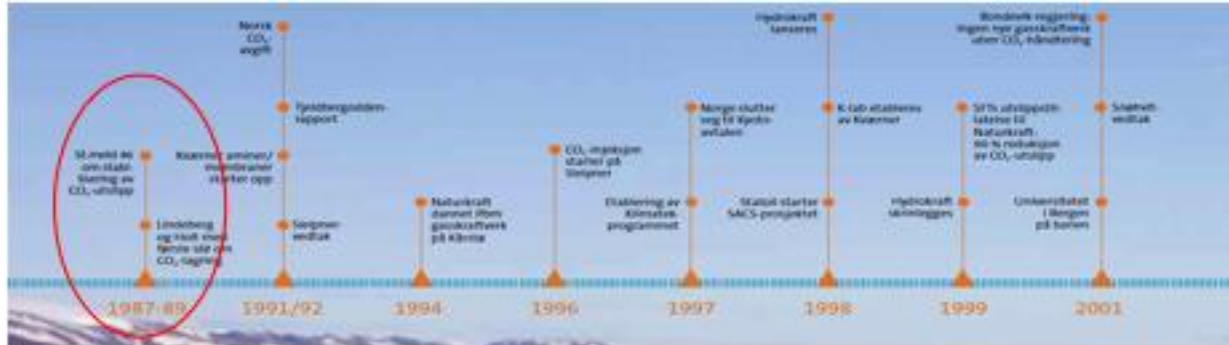 St.meld 46
om stabi-
lisering av
CO₂-utslipp
Lindeberg
og Holt med
første idé om
CO₂-lagring
1987-89
Norsk
CO₂-
avgift
Tjeldbergodden-
rapport
Kværner aminer/
membraner
starter opp
Sleipner-
vedtak
1991/92
Naturkraft
dannet ifbm
gasskraftverk
på Kårstø
1994
CO₂-injeksjon
starter på
Sleipner
1996
Norge slutter
seg til Kyoto-
avtalen
Etablering av
Klimatek-
programmet
1997
Hydrokraft
lanseres
K-lab etableres
av Kværner
Statoil starter
SACS-prosjektet
1998
SFTs utslippstil-
latelse til
Naturkraft:
90 % reduksjon
av CO₂-utslipp
Hydrokraft
skrinlegges
1999
Bondevik regjering:
Ingen nye gasskraftverk
uten CO₂-håndtering
Snøhvit-
vedtak
Universitetet
i Bergen
på banen
2001